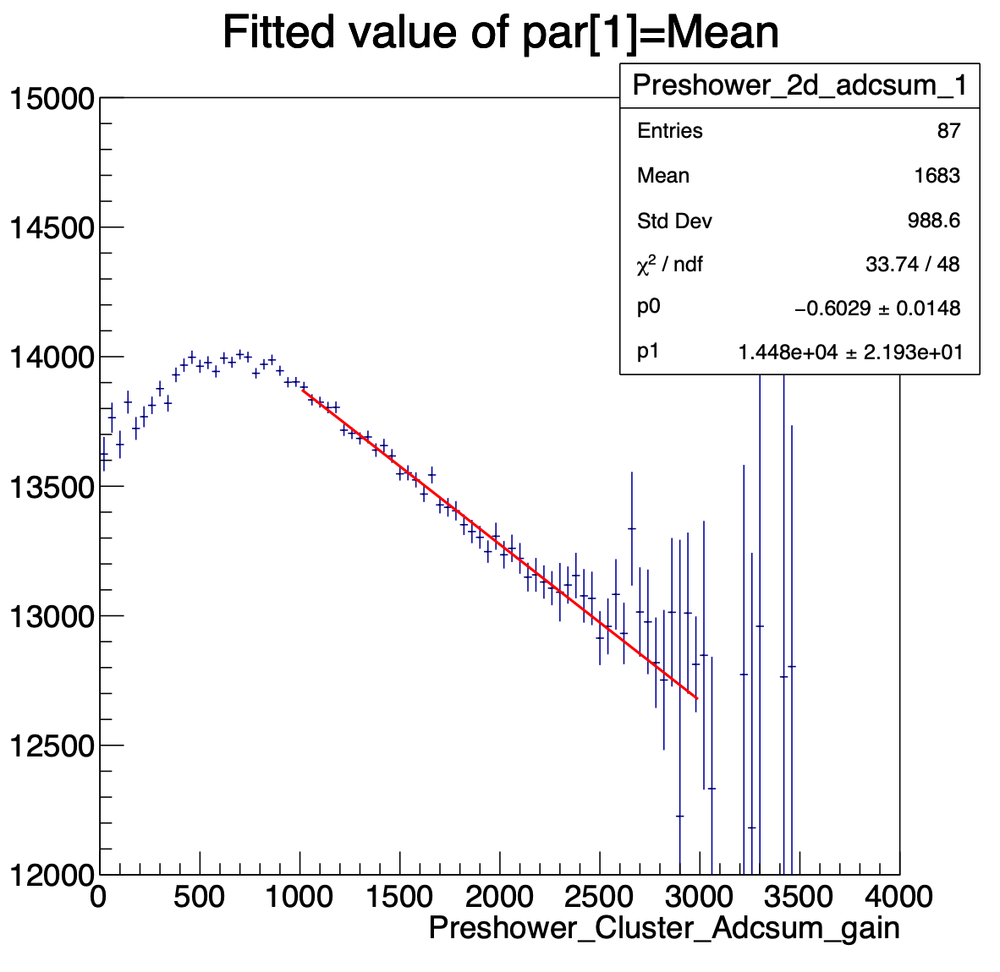 Fitted value of par[1]=Mean
Preshower_2d_adcsum_1
Entries 87
Mean 1683
Std Dev 988.6
χ² / ndf 33.74 / 48
p0 −0.6029 ± 0.0148
p1 1.448e+04 ± 2.193e+01
15000
14500
14000
13500
13000
12500
12000
0 500 1000 1500 2000 2500 3000 3500 4000
Preshower_Cluster_Adcsum_gain